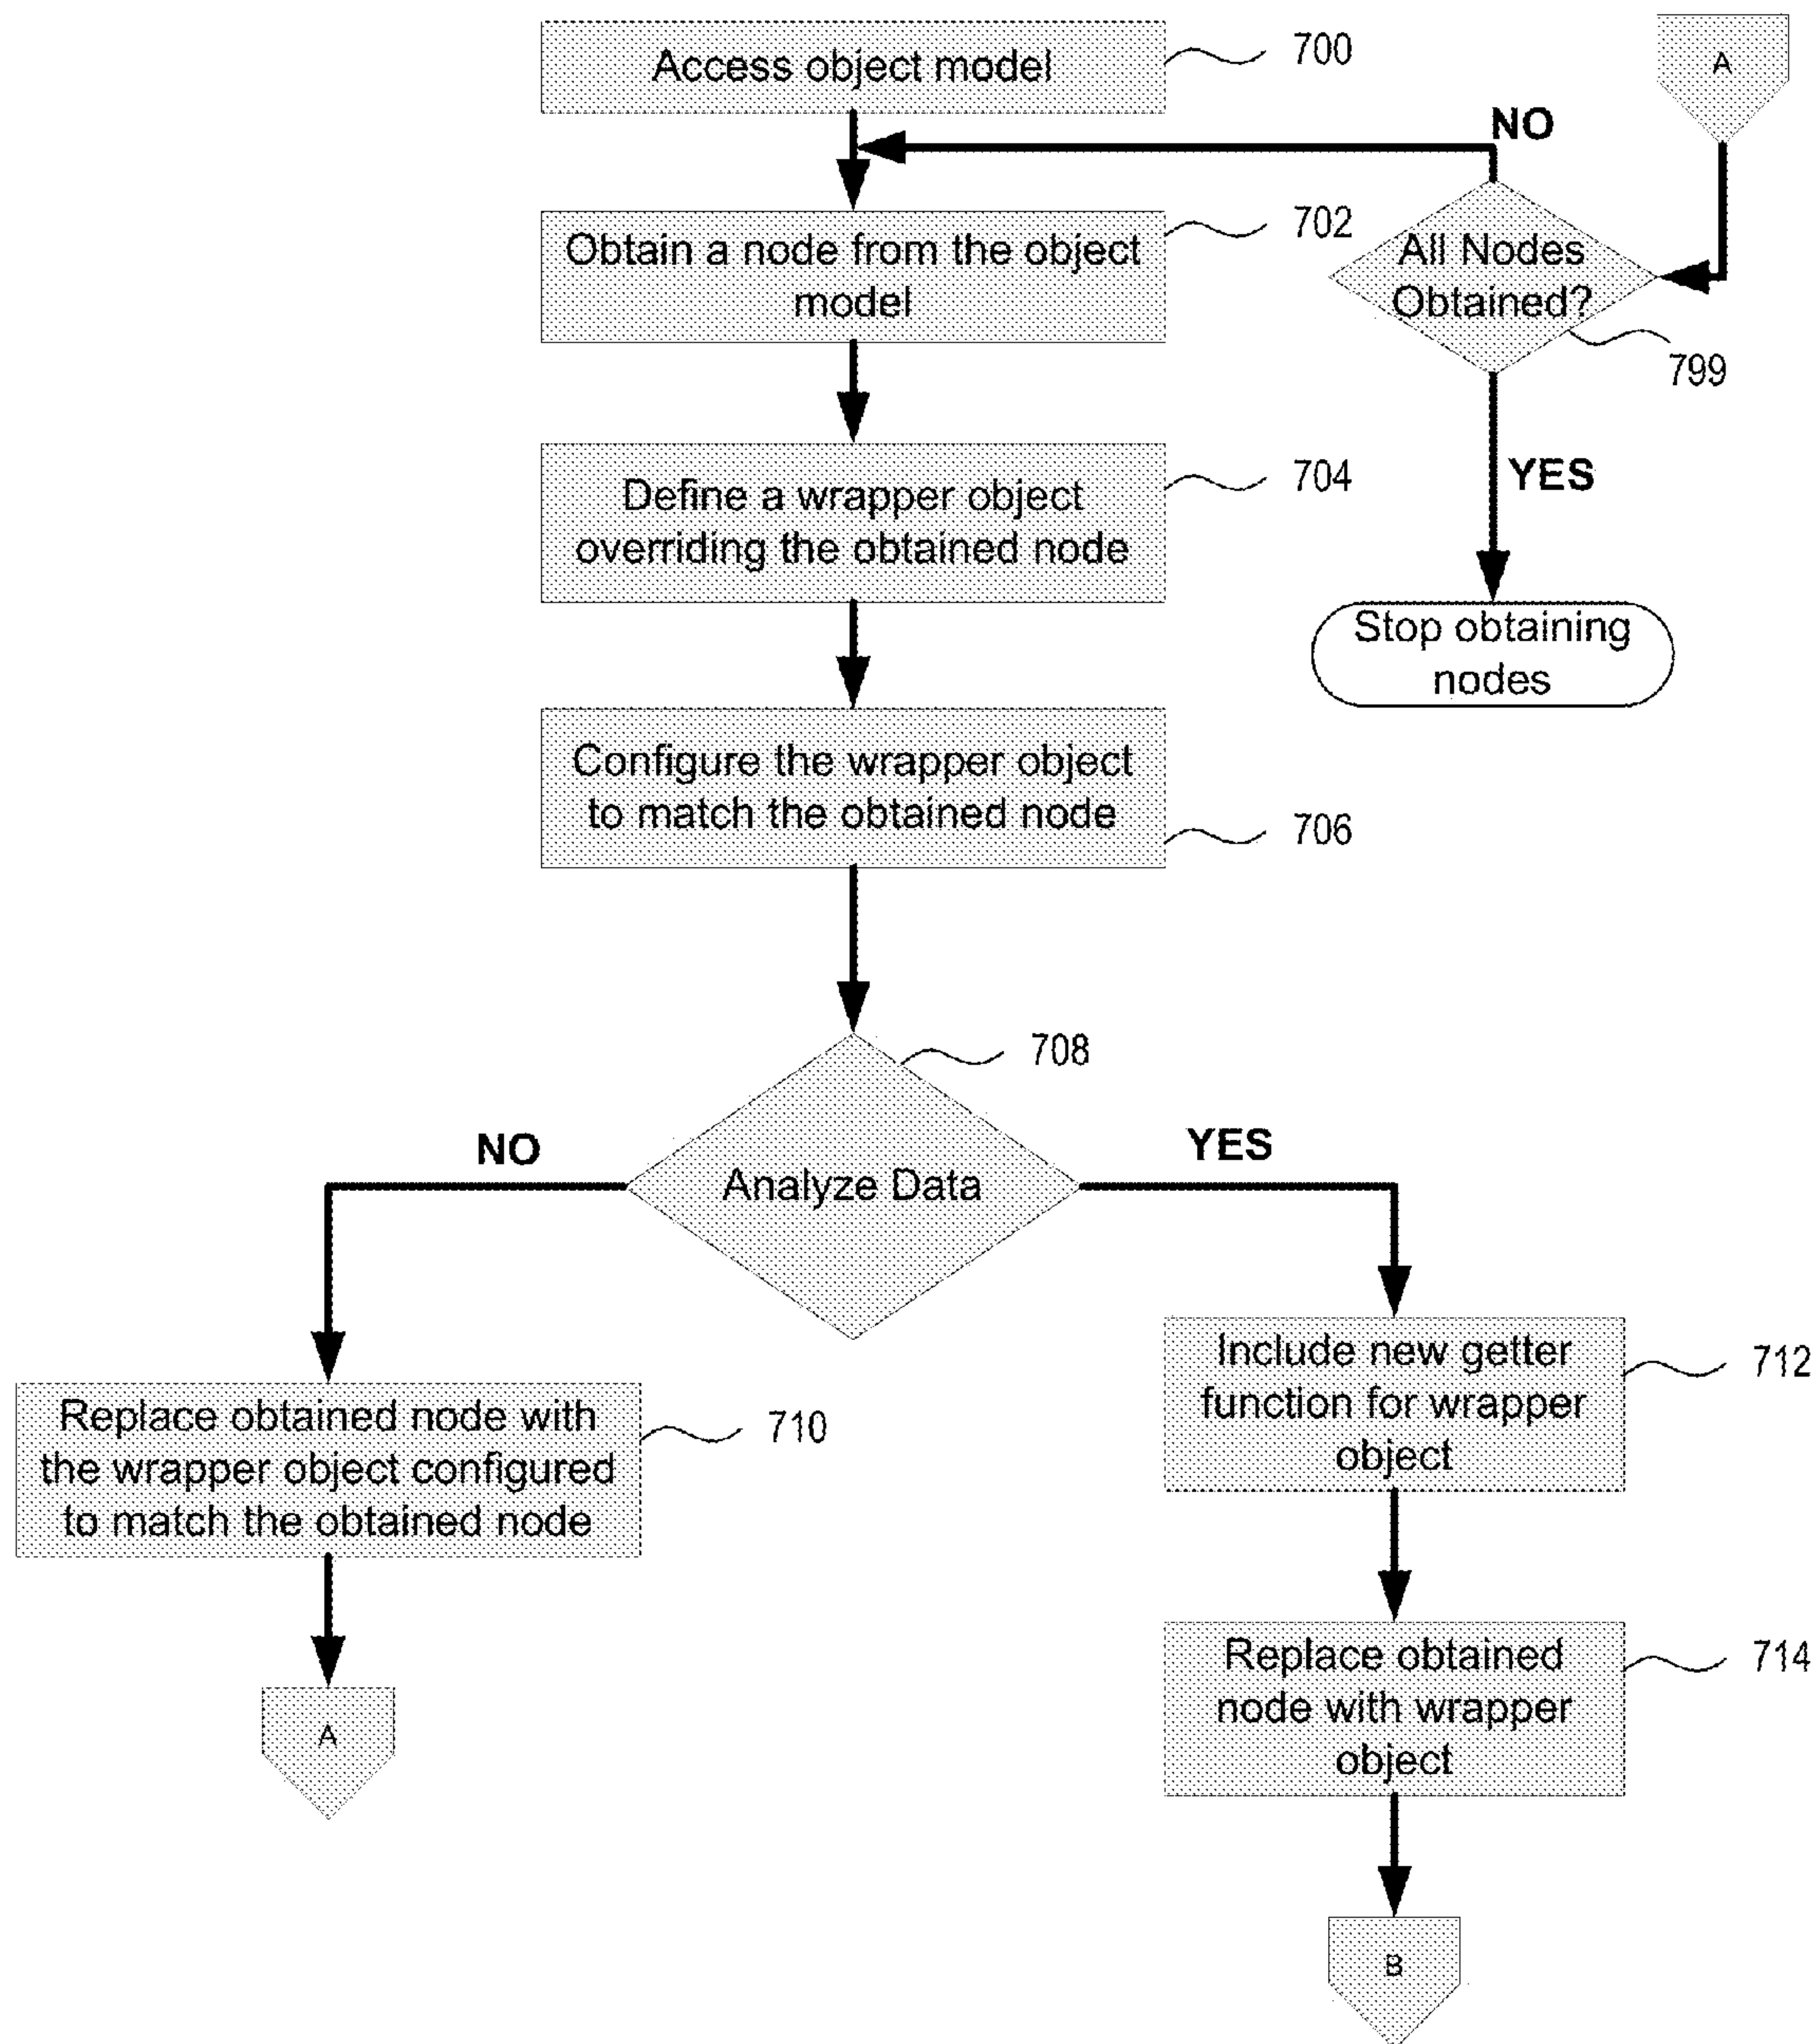 Access object model
700
A
NO
Obtain a node from the object
model
702
All Nodes
Obtained?
799
Define a wrapper object
overriding the obtained node
704
YES
Stop obtaining
nodes
Configure the wrapper object
to match the obtained node
706
708
Analyze Data
NO
YES
Replace obtained node with
the wrapper object configured
to match the obtained node
710
Include new getter
function for wrapper
object
712
A
Replace obtained
node with wrapper
object
714
B